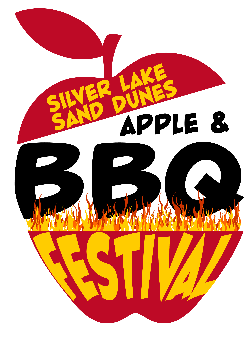 SILVER LAKE
SAND DUNES
APPLE &
BBQ
FESTIVAL